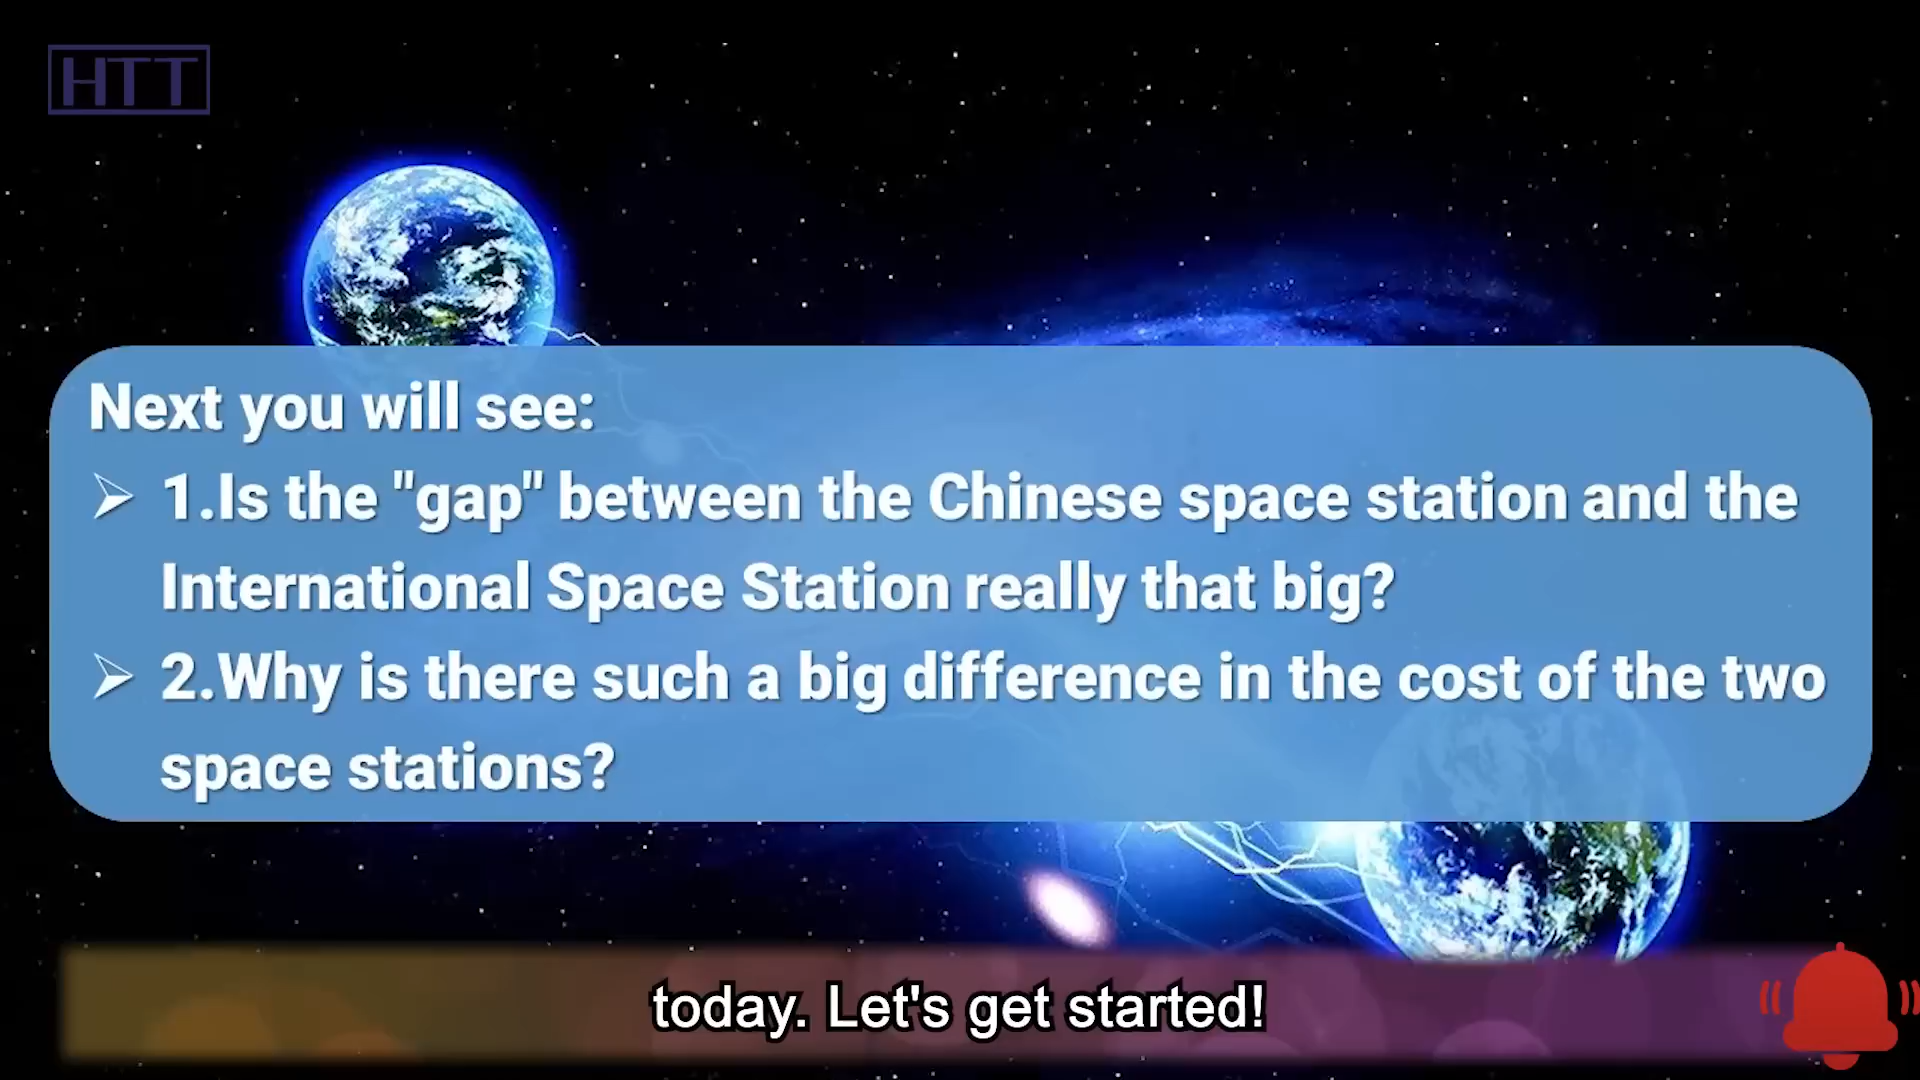 HTT
Next you will see:
1.Is the "gap" between the Chinese space station and the
International Space Station really that big?
2.Why is there such a big difference in the cost of the two
space stations?
today. Let's get started!